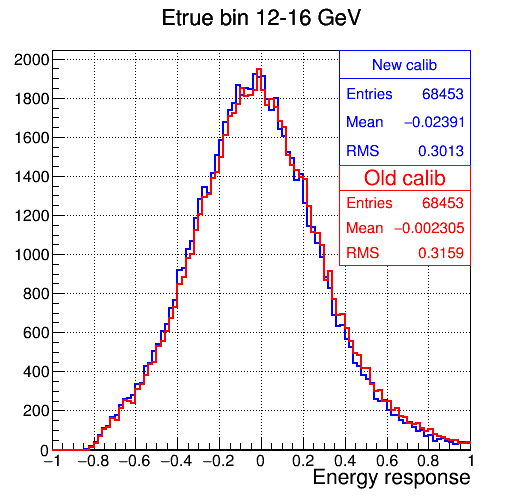 Etrue bin 12-16 GeV
New calib
Entries 68453
Mean −0.02391
RMS 0.3013
Old calib
Entries 68453
Mean −0.002305
RMS 0.3159
2000
1800
1600
1400
1200
1000
800
600
400
200
0
−1 −0.8 −0.6 −0.4 −0.2 0 0.2 0.4 0.6 0.8 1
Energy response